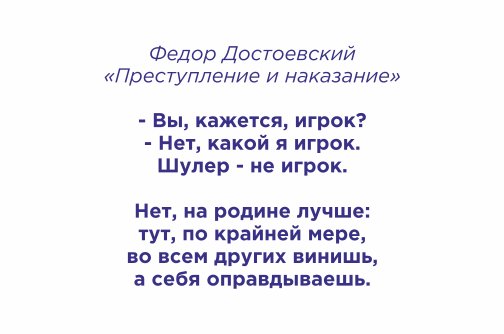 Федор Достоевский
«Преступление и наказание»
- Вы, кажется, игрок?
- Нет, какой я игрок.
Шулер - не игрок.
Нет, на родине лучше:
тут, по крайней мере,
во всем других винишь,
а себя оправдываешь.